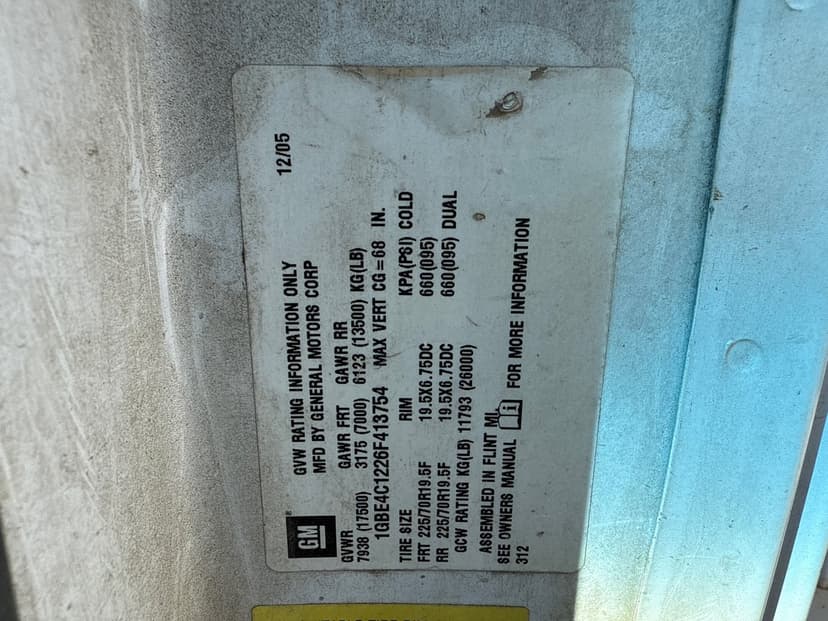 GM
GVW RATING INFORMATION ONLY 12/05
MFD BY GENERAL MOTORS CORP
GVWR GAWR FRT GAWR RR
7938 (17500) 3175 (7000) 6123 (13500) KG(LB)
1GBE4C1226F413754 MAX VERT CG=68 IN.
TIRE SIZE RIM KPA(PSI) COLD
FRT 225/70R19.5F 19.5X6.75DC 660(095)
RR 225/70R19.5F 19.5X6.75DC 660(095) DUAL
GCW RATING KG(LB) 11793 (26000)
ASSEMBLED IN FLINT MI.
SEE OWNERS MANUAL FOR MORE INFORMATION
312